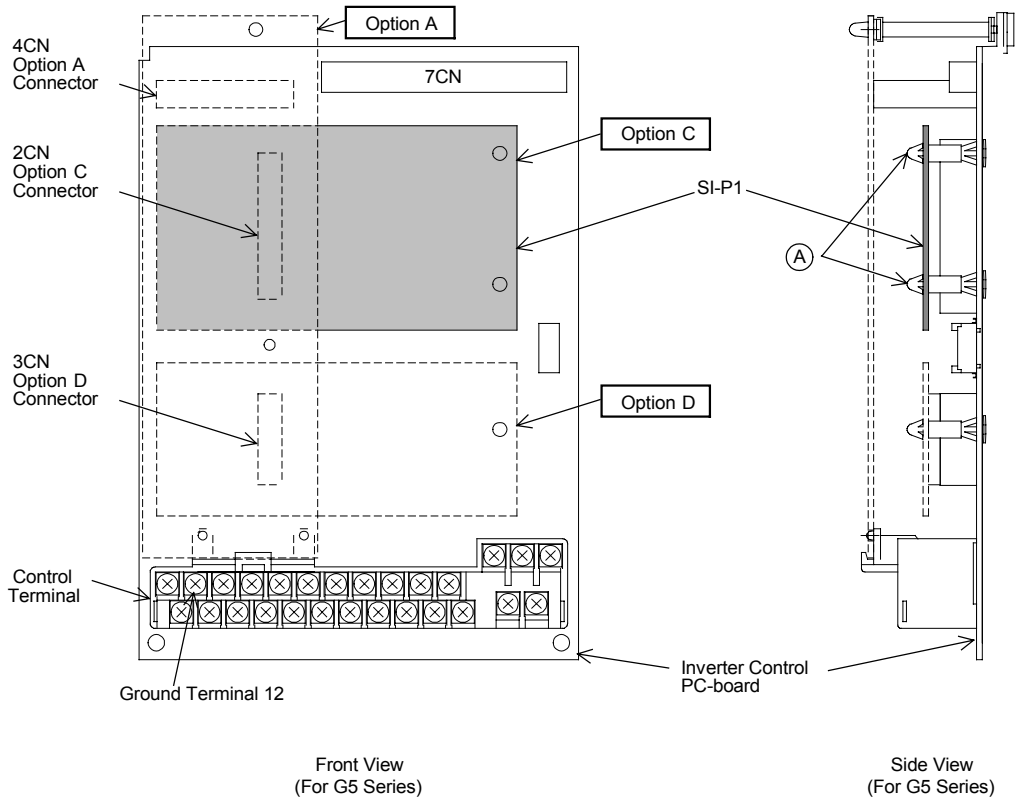 Option A
4CN
Option A
Connector
7CN
2CN
Option C
Connector
Option C
SI-P1
A
3CN
Option D
Connector
Option D
Control
Terminal
Ground Terminal 12
Inverter Control
PC-board
Front View
(For G5 Series)
Side View
(For G5 Series)